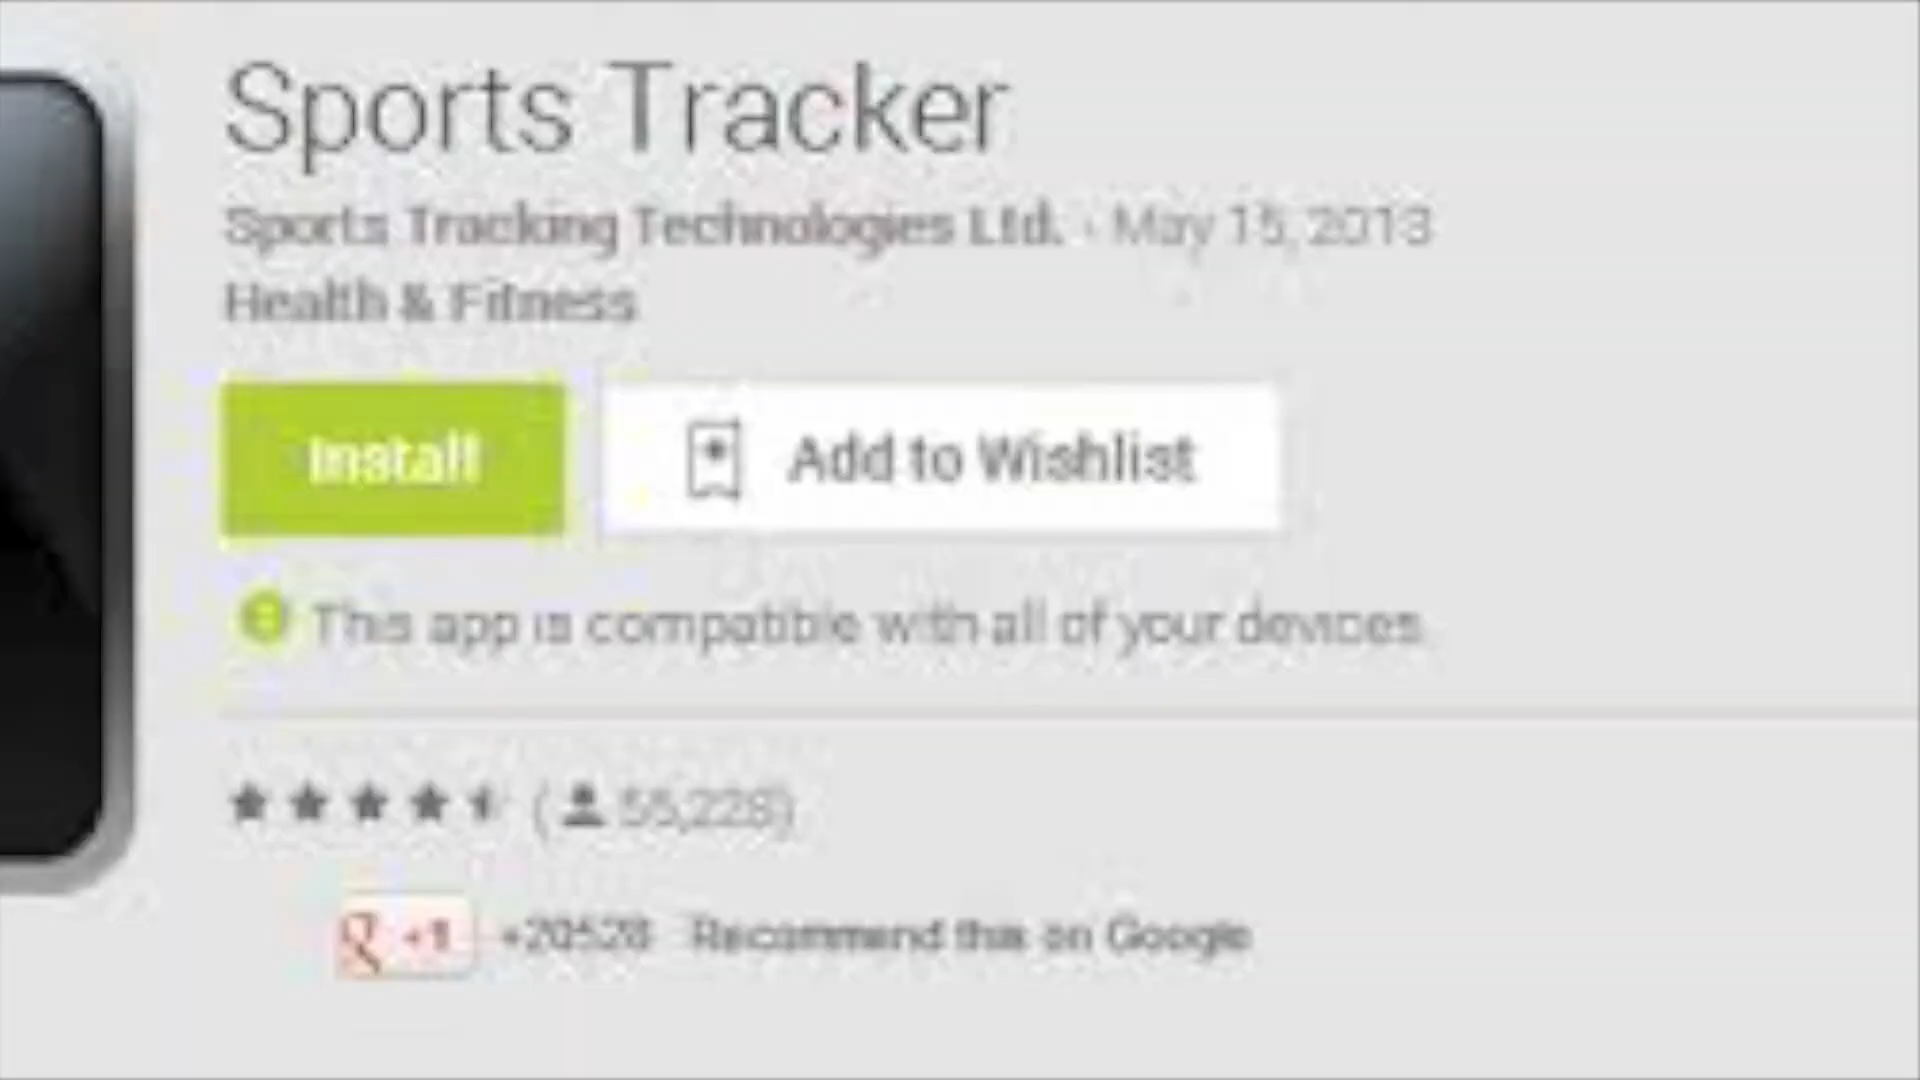 Sports Tracker
Sports Tracking Technologies Ltd. - May 15, 2013
Health & Fitness
Install
Add to Wishlist
This app is compatible with all of your devices.
(55,228)
g +1 +20528 Recommend this on Google